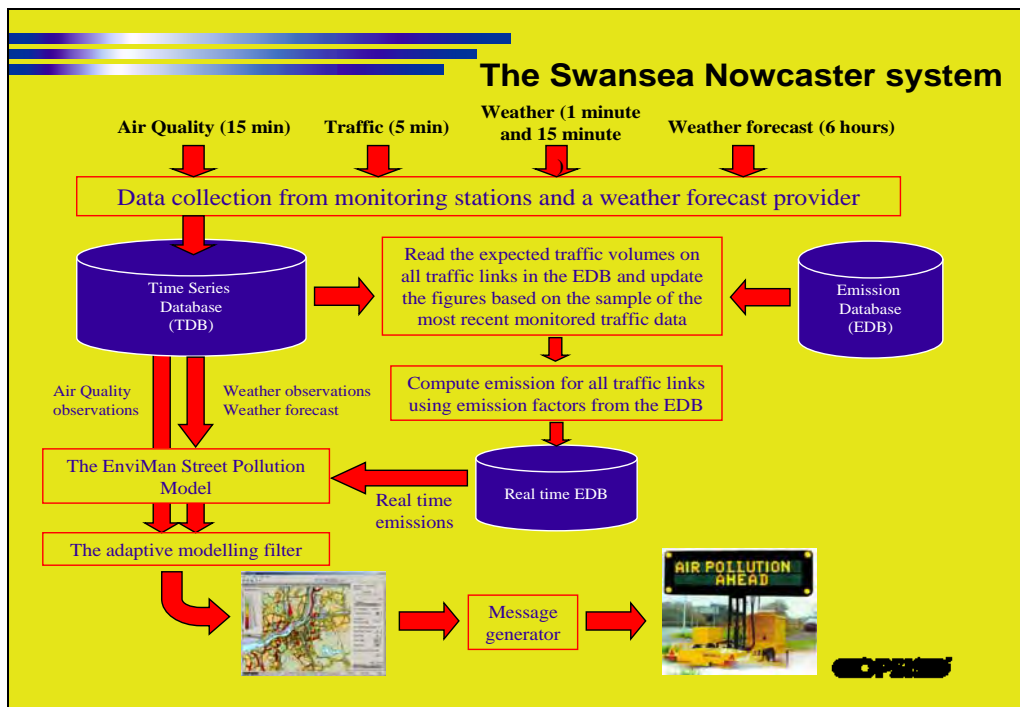 The Swansea Nowcaster system
Air Quality (15 min)
Traffic (5 min)
Weather (1 minute
and 15 minute
)
Weather forecast (6 hours)
Data collection from monitoring stations and a weather forecast provider
Time Series
Database
(TDB)
Read the expected traffic volumes on
all traffic links in the EDB and update
the figures based on the sample of the
most recent monitored traffic data
Emission
Database
(EDB)
Air Quality
observations
Weather observations
Weather forecast
Compute emission for all traffic links
using emission factors from the EDB
The EnviMan Street Pollution
Model
Real time
emissions
Real time EDB
The adaptive modelling filter
Message
generator
AIR POLLUTION
AHEAD